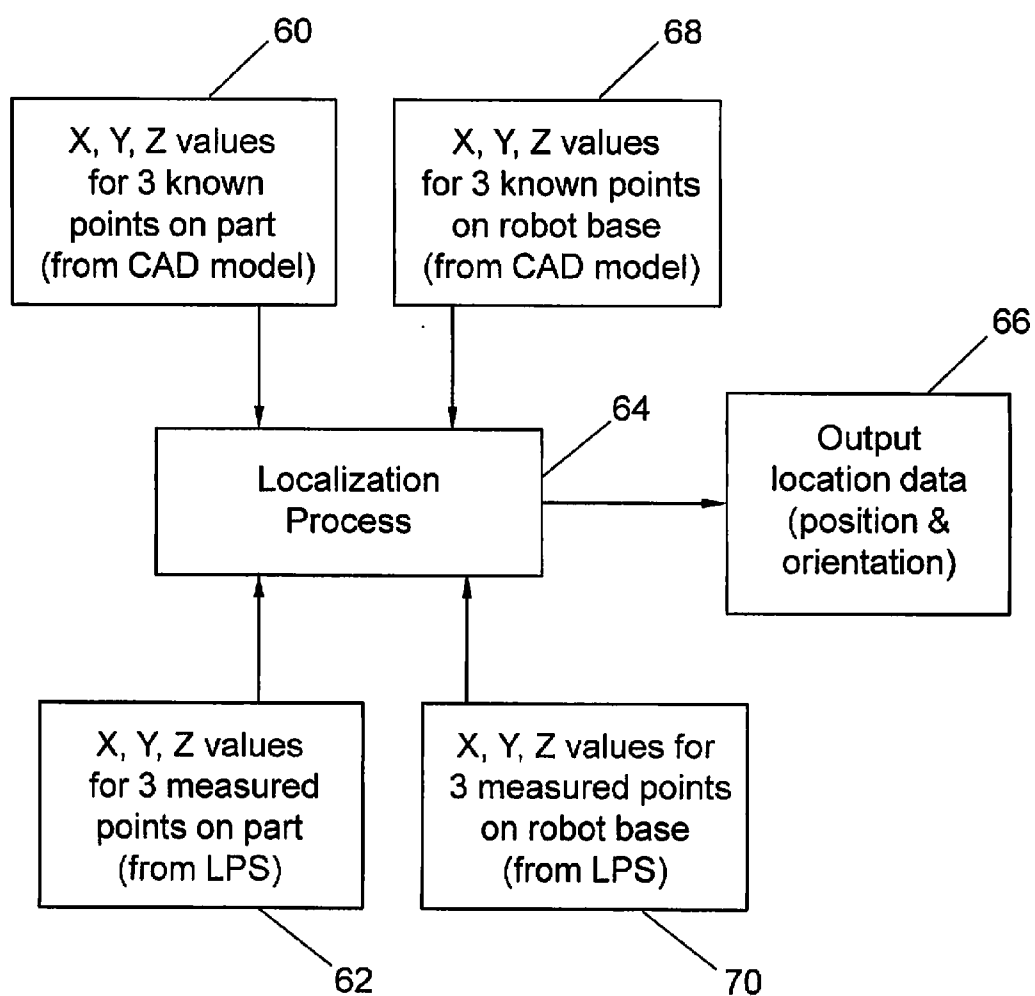 60
68
X, Y, Z values
for 3 known
points on part
(from CAD model)
X, Y, Z values
for 3 known points
on robot base
(from CAD model)
66
64
Localization
Process
Output
location data
(position &
orientation)
X, Y, Z values
for 3 measured
points on part
(from LPS)
X, Y, Z values for
3 measured points
on robot base
(from LPS)
62
70